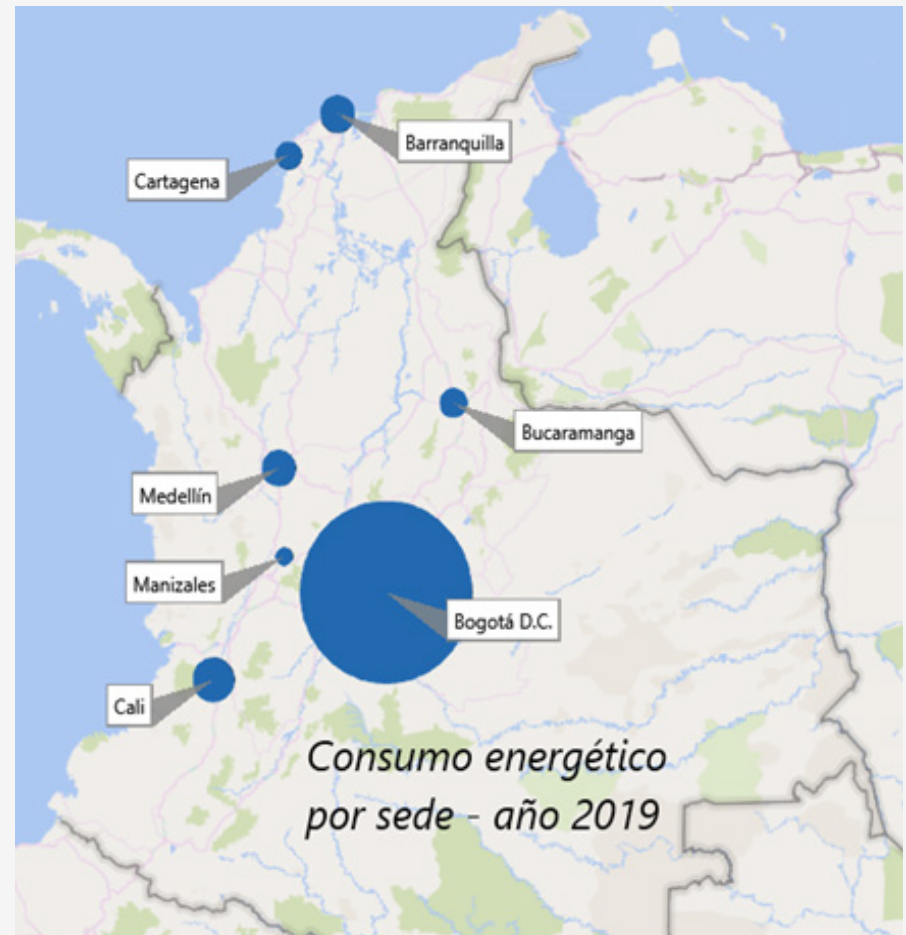 Barranquilla
Cartagena
Bucaramanga
Medellín
Manizales
Bogotá D.C.
Cali
Consumo energético
por sede - año 2019